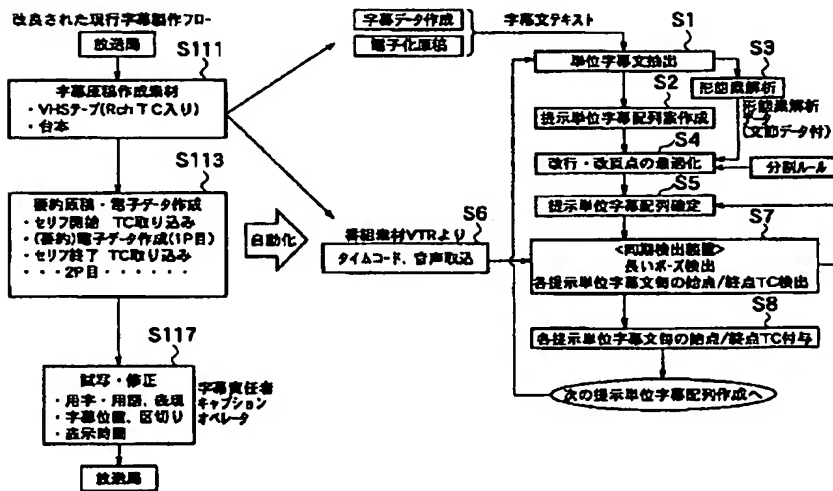 改良された現行字幕製作フロー
放送局
S111
字幕原稿作成素材
・VHSテープ(Rch TC入り)
・台本
S113
要約原稿・電子データ作成
・セリフ開始 TC取り込み
・(要約)電子データ作成(1P目)
・セリフ終了 TC取り込み
・・・2P目・・・・・・
S117
試写・修正
・用字・用語、表現
・字幕位置、区切り
・表示時間
字幕責任者
キャプション
オペレータ
放送局
自動化
字幕データ作成
電子化原稿
字幕文テキスト
S1
単位字幕文抽出
S2
提示単位字幕配列案作成
S3
形態素解析
形態素解析
データ
(文節データ付)
S4
改行・改頁点の最適化
分割ルール
S5
提示単位字幕配列確定
S6
番組素材VTRより
タイムコード、音声取込
S7
<同期検出装置>
長いポーズ検出
各提示単位字幕文毎の始点/終点TC検出
S8
各提示単位字幕文毎の始点/終点TC付与
次の提示単位字幕配列作成へ